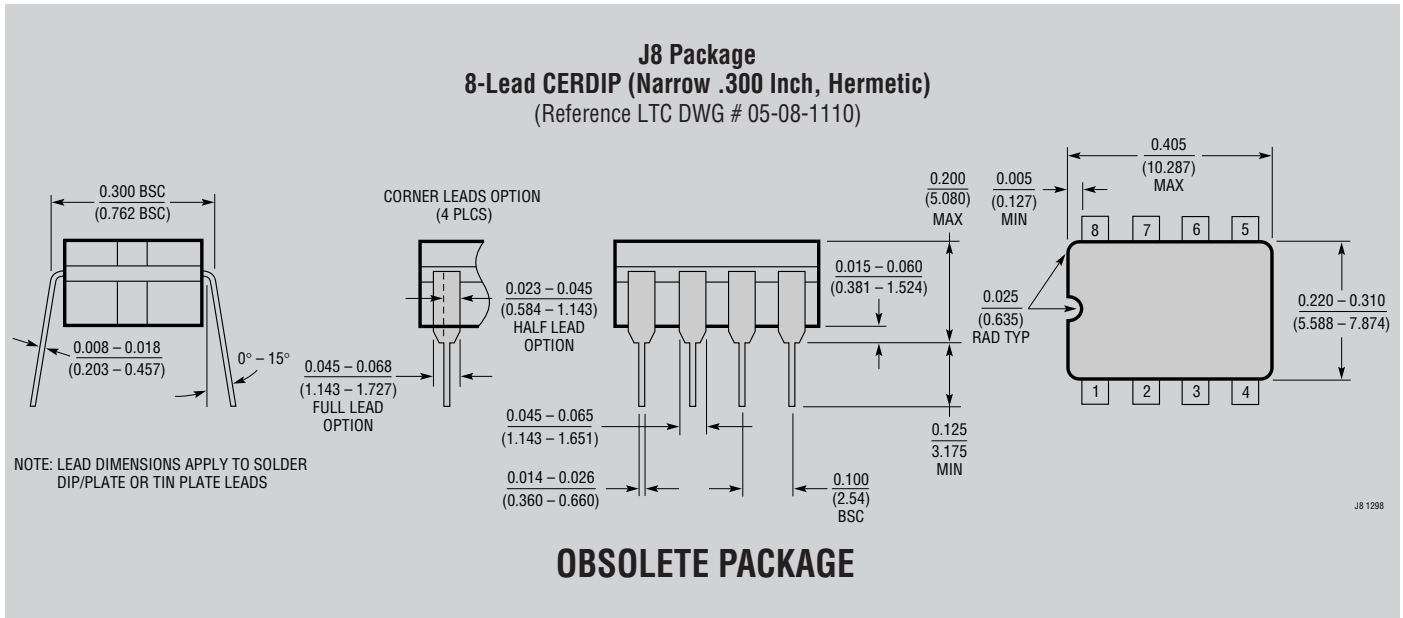 J8 Package
8-Lead CERDIP (Narrow .300 Inch, Hermetic)
(Reference LTC DWG # 05-08-1110)
0.300 BSC
(0.762 BSC)
0.008 – 0.018
(0.203 – 0.457)
0° – 15°
CORNER LEADS OPTION
(4 PLCS)
0.023 – 0.045
(0.584 – 1.143)
HALF LEAD
OPTION
0.045 – 0.068
(1.143 – 1.727)
FULL LEAD
OPTION
0.045 – 0.065
(1.143 – 1.651)
0.014 – 0.026
(0.360 – 0.660)
0.100
(2.54)
BSC
0.200
(5.080)
MAX
0.015 – 0.060
(0.381 – 1.524)
0.125
3.175
MIN
0.005
(0.127)
MIN
0.405
(10.287)
MAX
8 7 6 5
0.025
(0.635)
RAD TYP
0.220 – 0.310
(5.588 – 7.874)
1 2 3 4
NOTE: LEAD DIMENSIONS APPLY TO SOLDER
DIP/PLATE OR TIN PLATE LEADS
J8 1298
OBSOLETE PACKAGE